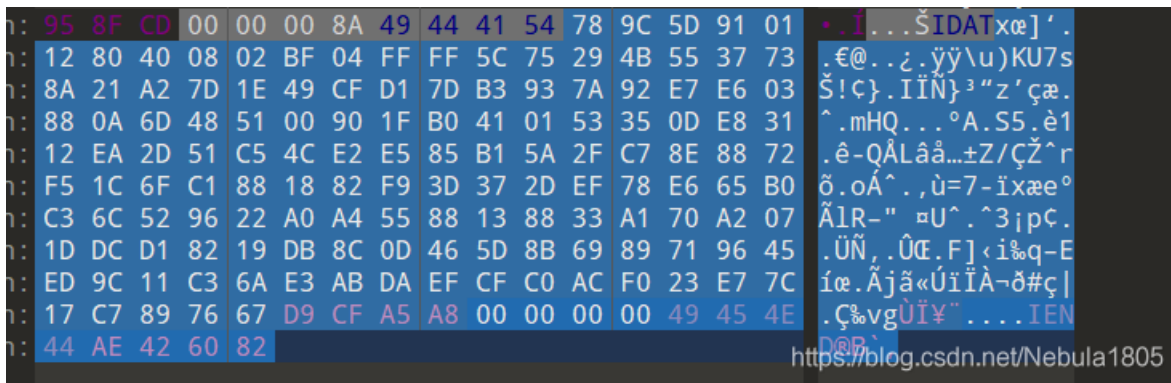 95 8F CD 00 00 00 8A 49 44 41 54 78 9C 5D 91 01 •.Í...ŠIDATxœ]‘.
12 80 40 08 02 BF 04 FF FF 5C 75 29 4B 55 37 73 .€@..¿.ÿÿ\u)KU7s
8A 21 A2 7D 1E 49 CF D1 7D B3 93 7A 92 E7 E6 03 Š!¢}.IÏÑ}³“z’çæ.
88 0A 6D 48 51 00 90 1F B0 41 01 53 35 0D E8 31 ˆ.mHQ...°A.S5.è1
12 EA 2D 51 C5 4C E2 E5 85 B1 5A 2F C7 8E 88 72 .ê-QÅLâå…±Z/ÇŽˆr
F5 1C 6F C1 88 18 82 F9 3D 37 2D EF 78 E6 65 B0 õ.oÁˆ.‚ù=7-ïxæe°
C3 6C 52 96 22 A0 A4 55 88 13 88 33 A1 70 A2 07 ÃlR–" ¤Uˆ.ˆ3¡p¢.
1D DC D1 82 19 DB 8C 0D 46 5D 8B 69 89 71 96 45 .ÜÑ‚.ÛŒ.F]‹i‰q–E
ED 9C 11 C3 6A E3 AB DA EF CF C0 AC F0 23 E7 7C íœ.Ãjã«ÚïÏÀ¬ð#ç|
17 C7 89 76 67 D9 CF A5 A8 00 00 00 00 49 45 4E .Ç‰vgÙÏ¥¨....IEN
44 AE 42 60 82 D®B`‚
https://blog.csdn.net/Nebula1805